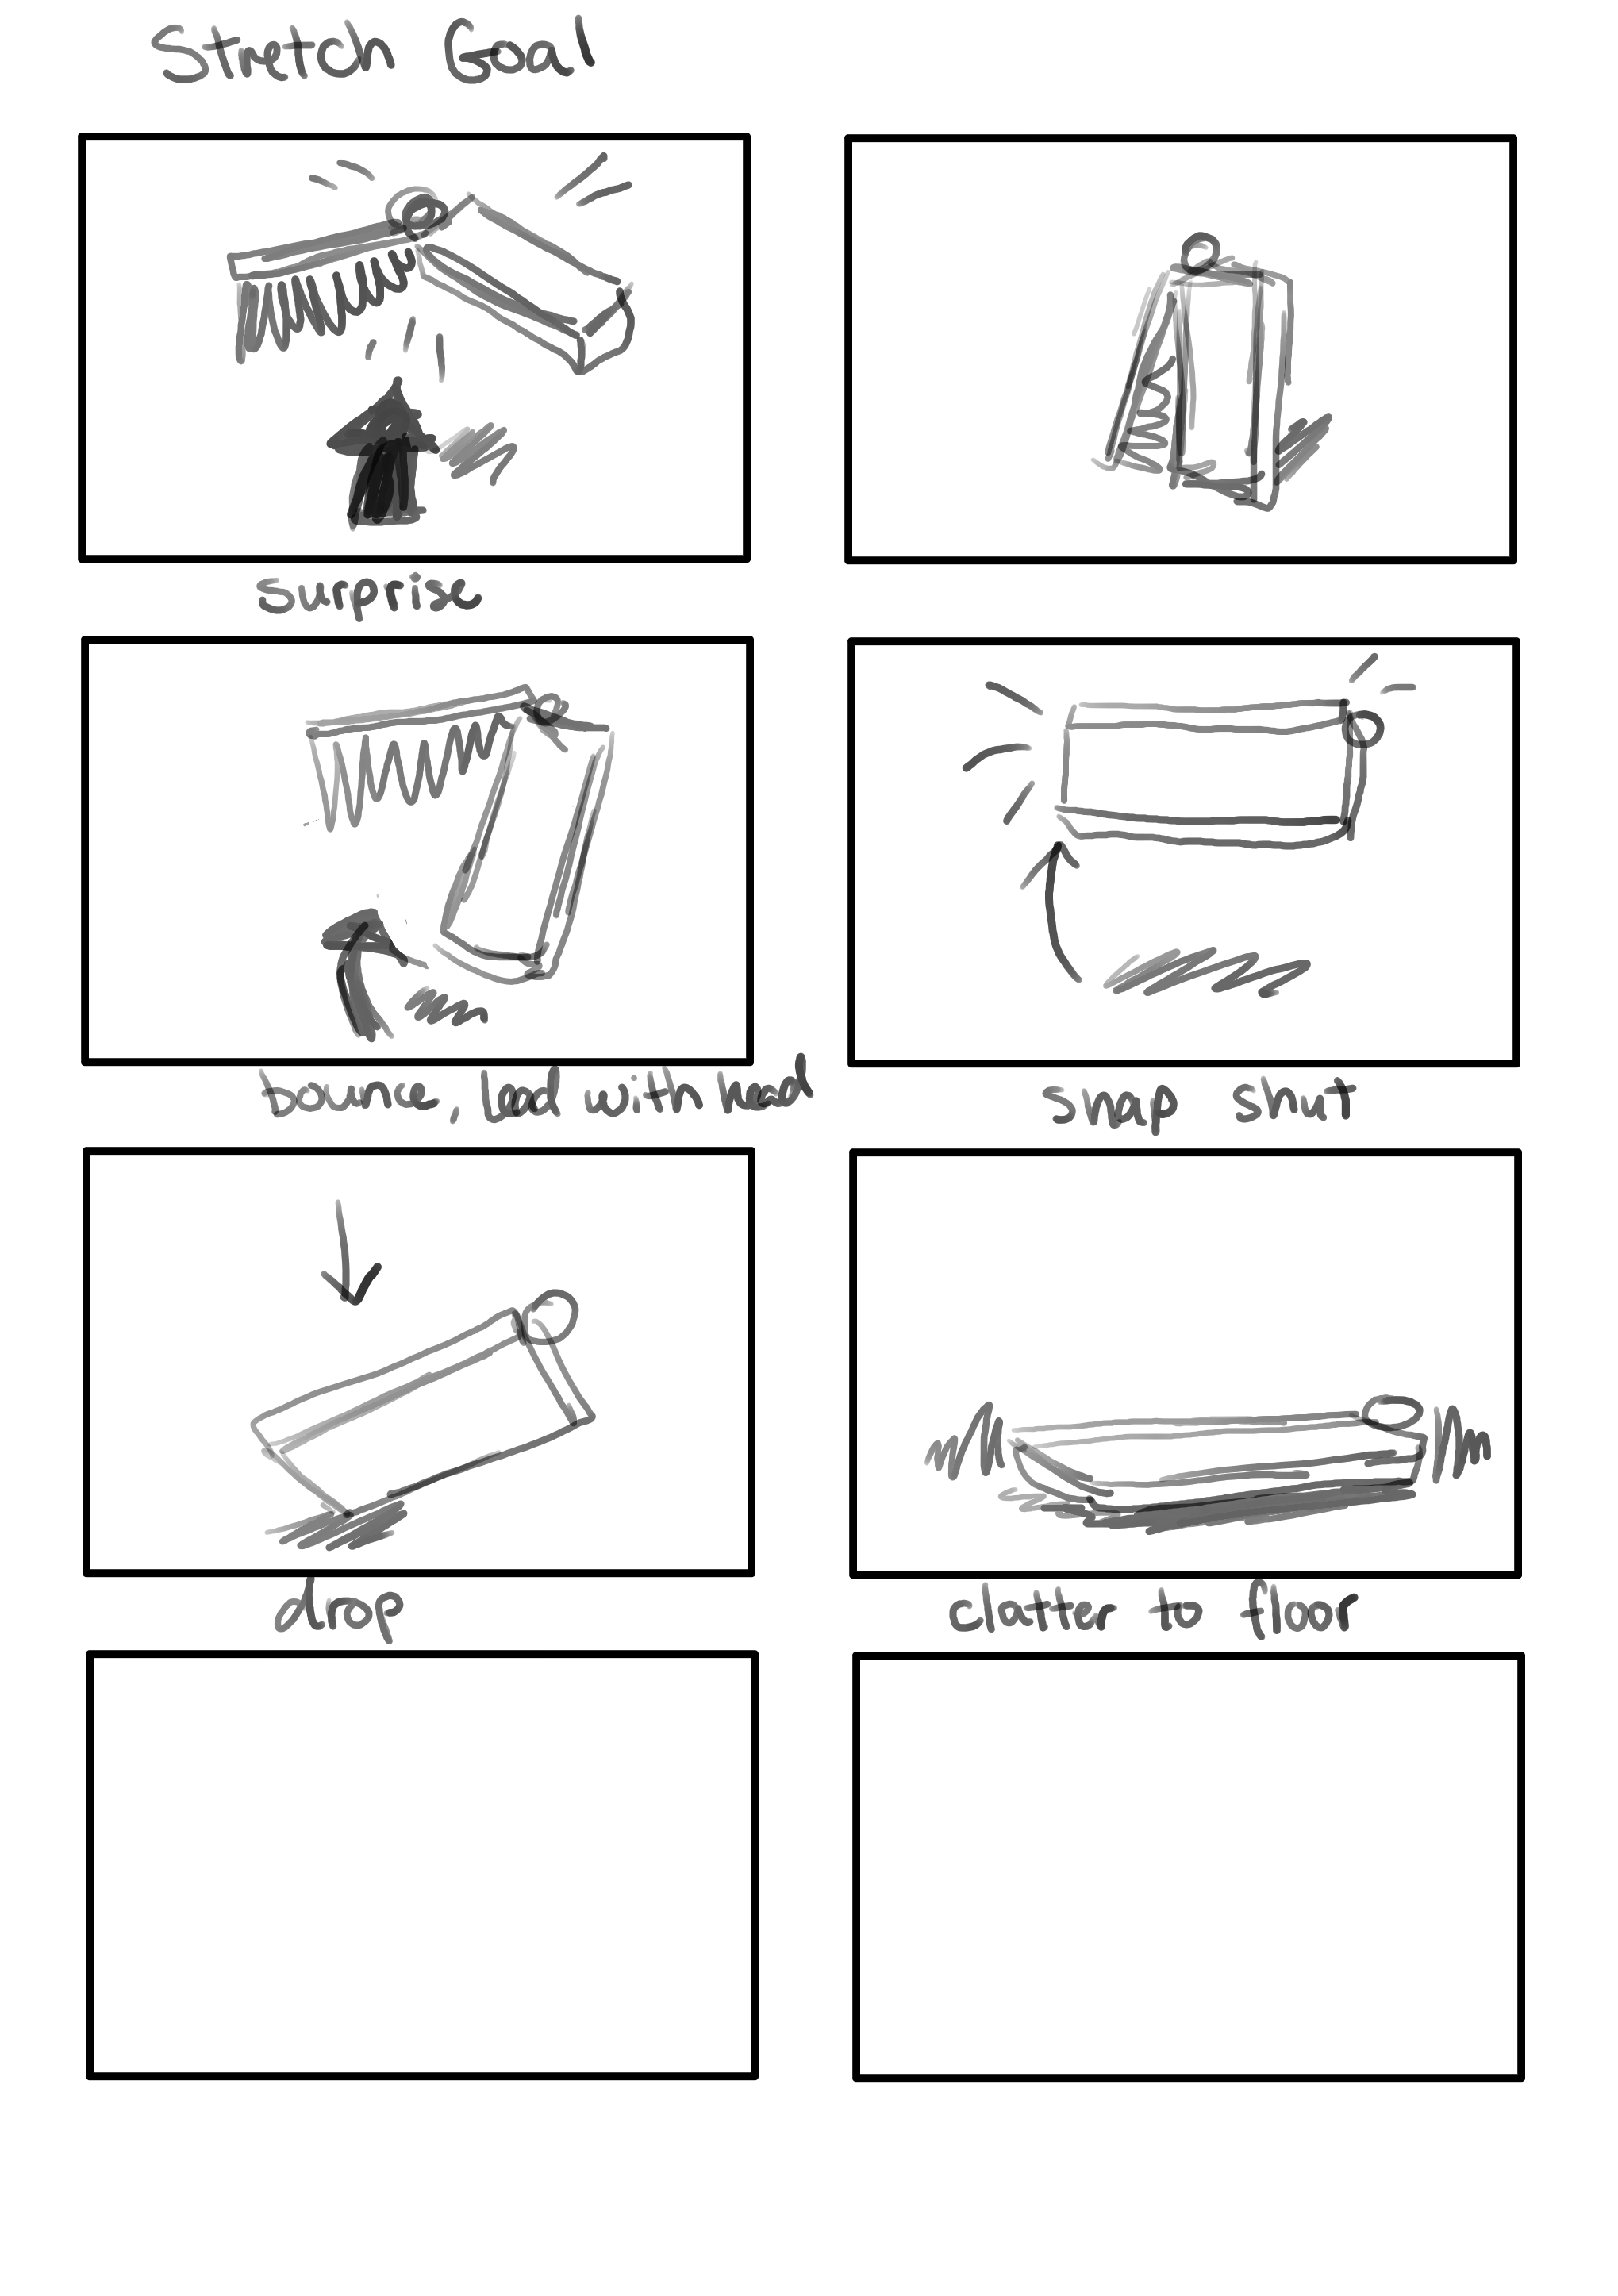 Stretch Goal
surprise
bounce, lead with head
snap shut
drop
clatter to floor